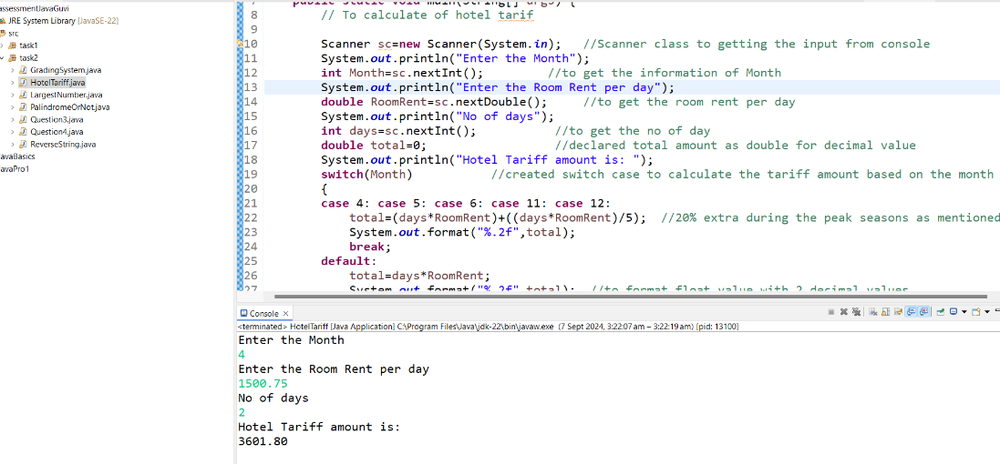 assessmentJavaGuvi
JRE System Library [JavaSE-22]
src
task1
task2
GradingSystem.java
HotelTariff.java
LargestNumber.java
PalindromeOrNot.java
Question3.java
Question4.java
ReverseString.java
JavaBasics
JavaPro1
7 public static void main(String[] args) {
8 // To calculate of hotel tarif
9
10 Scanner sc=new Scanner(System.in); //Scanner class to getting the input from console
11 System.out.println("Enter the Month");
12 int Month=sc.nextInt(); //to get the information of Month
13 System.out.println("Enter the Room Rent per day");
14 double RoomRent=sc.nextDouble(); //to get the room rent per day
15 System.out.println("No of days");
16 int days=sc.nextInt(); //to get the no of day
17 double total=0; //declared total amount as double for decimal value
18 System.out.println("Hotel Tariff amount is: ");
19 switch(Month) //created switch case to calculate the tariff amount based on the month
20 {
21 case 4: case 5: case 6: case 11: case 12:
22 total=(days*RoomRent)+((days*RoomRent)/5); //20% extra during the peak seasons as mentioned
23 System.out.format("%.2f",total);
24 break;
25 default:
26 total=days*RoomRent;
27 System.out.format("%.2f",total); //to format float value with 2 decimal values
Console
<terminated> HotelTariff [Java Application] C:\Program Files\Java\jdk-22\bin\javaw.exe (7 Sept 2024, 3:22:07 am – 3:22:19 am) [pid: 13100]
Enter the Month
4
Enter the Room Rent per day
1500.75
No of days
2
Hotel Tariff amount is:
3601.80